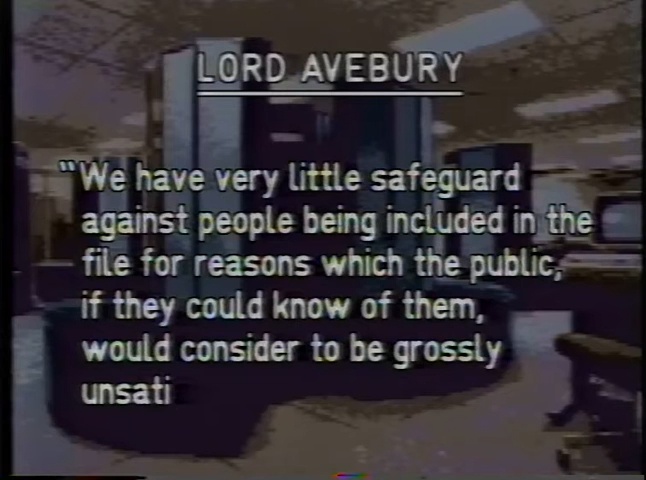 LORD AVEBURY
“We have very little safeguard
against people being included in the
file for reasons which the public,
if they could know of them,
would consider to be grossly
unsati